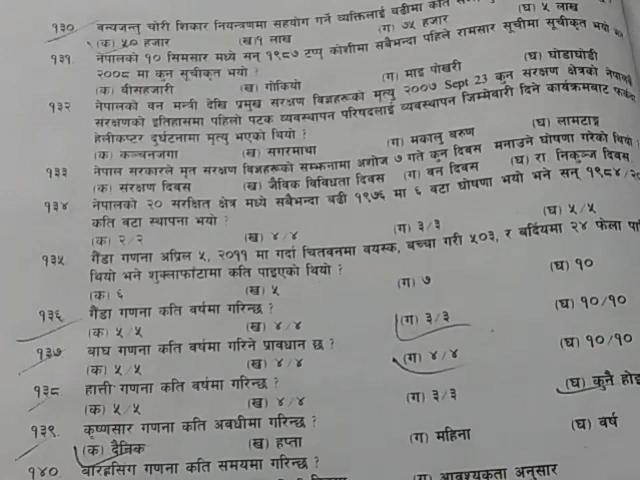 १३० वन्यजन्तु चोरी शिकार नियन्त्रणमा सहयोग गर्ने व्यक्तिलाई बढीमा कति
(क) ५० हजार (ख) १ लाख (ग) ७५ हजार (घ) ५ लाख
१३१ नेपालको १० सिमसार मध्ये सन् १९८७ टप्पु कोशीमा सबैभन्दा पहिले रामसार सूचीमा सूचीकृत भयो
२००८ मा कुन सूचीकृत भयो ?
(क) बीसहजारी (ख) गोकियो (ग) माइ पोखरी (घ) घोडाघोडी
१३२ नेपालको वन मन्त्री देखि प्रमुख संरक्षण विज्ञहरूको मृत्यु २००७ Sept 23 कुन संरक्षण क्षेत्रको नेपालको
संरक्षणको इतिहासमा पहिलो पटक व्यवस्थापन परिषदलाई व्यवस्थापन जिम्मेवारी दिने कार्यक्रमबाट
हेलीकप्टर दुर्घटनामा मृत्यु भएको थियो ?
(क) कञ्चनजंगा (ख) सगरमाथा (ग) मकालु बरुण (घ) लामटाङ्ग
१३३ नेपाल सरकारले मृत संरक्षण विज्ञहरूको सम्झनामा अशोज ७ गते कुन दिवस मनाउने घोषणा गरेको थियो
(क) संरक्षण दिवस (ख) जैविक विविधता दिवस (ग) वन दिवस (घ) रा निकुञ्ज दिवस
१३४ नेपालको २० संरक्षित क्षेत्र मध्ये सबैभन्दा बढी १९७६ मा ६ वटा घोषणा भयो भने सन् १९८४
कति वटा स्थापना भयो ?
(क) २/२ (ख) ४/४ (ग) ३/३ (घ) ५/५
१३५ गैंडा गणना अप्रिल ५, २०११ मा गर्दा चितवनमा वयस्क, बच्चा गरी ५०३, र बर्दियमा २४ फेला
थियो भने शुक्लाफाँटामा कति पाइएको थियो ?
(क) ६ (ख) ५ (ग) ७ (घ) १०
१३६ गैंडा गणना कति वर्षमा गरिन्छ ?
(क) ५/५ (ख) ४/४ (ग) ३/३ (घ) १०/१०
१३७ बाघ गणना कति वर्षमा गरिने प्रावधान छ ?
(क) ५/५ (ख) ४/४ (ग) ४/४ (घ) १०/१०
१३८ हात्ती गणना कति वर्षमा गरिन्छ ?
(क) ५/५ (ख) ४/४ (ग) ३/३ (घ) कुनै
१३९. कृष्णसार गणना कति अवधीमा गरिन्छ ?
(क) दैनिक (ख) हप्ता (ग) महिना (घ) वर्ष
१४०. बारहसिंग गणना कति समयमा गरिन्छ ?
(ग) आवश्यकता अनुसार